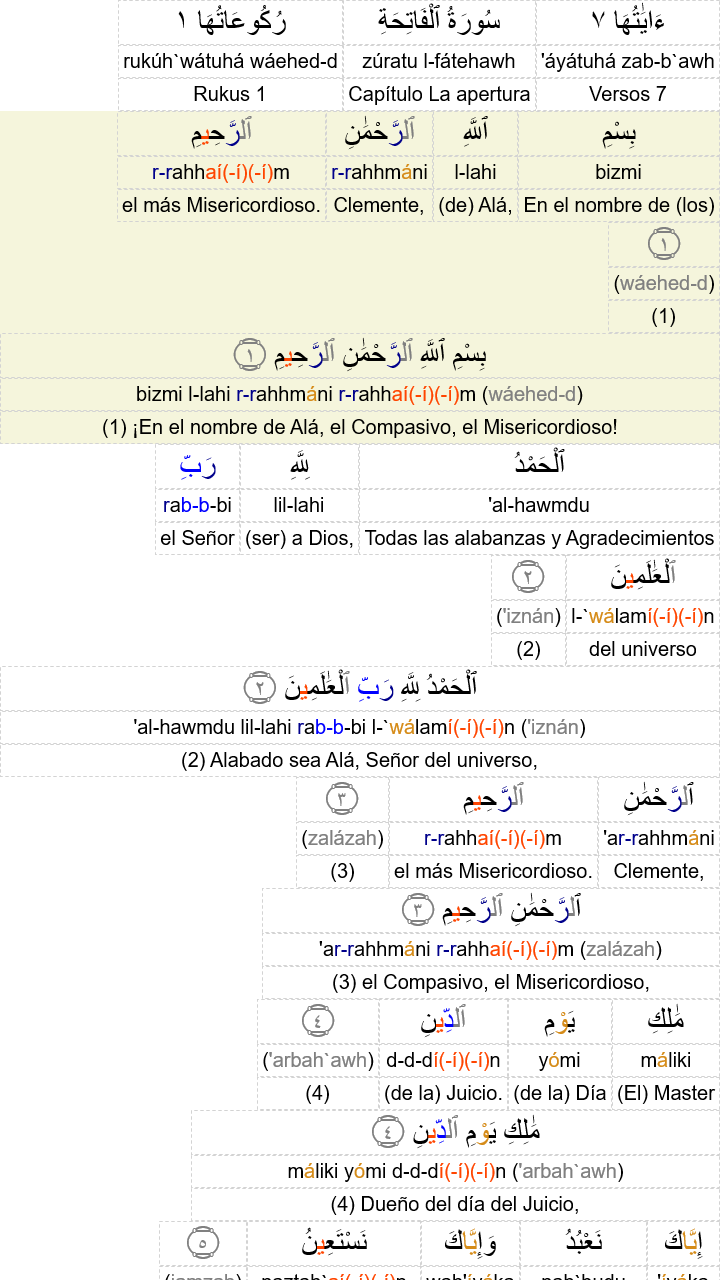 ءَايَٰتُهَا ٧ سُورَةُ ٱلْفَاتِحَةِ رُكُوعَاتُهَا ١
'áyátuhá zab-b`awh zúratu l-fátehawh rukúh`wátuhá wáehed-d
Versos 7 Capítulo La apertura Rukus 1
بِسْمِ ٱللَّهِ ٱلرَّحْمَٰنِ ٱلرَّحِيمِ
bizmi l-lahi r-rahhmáni r-rahhaí(-í)(-í)m
En el nombre de (los) (de) Alá, Clemente, el más Misericordioso.
١
(wáehed-d)
(1)
بِسْمِ ٱللَّهِ ٱلرَّحْمَٰنِ ٱلرَّحِيمِ ١
bizmi l-lahi r-rahhmáni r-rahhaí(-í)(-í)m (wáehed-d)
(1) ¡En el nombre de Alá, el Compasivo, el Misericordioso!
ٱلْحَمْدُ لِلَّهِ رَبِّ
'al-hawmdu lil-lahi rab-b-bi
Todas las alabanzas y Agradecimientos (ser) a Dios, el Señor
ٱلْعَٰلَمِينَ ٢
l-`wálamí(-í)(-í)n ('iznán)
del universo (2)
ٱلْحَمْدُ لِلَّهِ رَبِّ ٱلْعَٰلَمِينَ ٢
'al-hawmdu lil-lahi rab-b-bi l-`wálamí(-í)(-í)n ('iznán)
(2) Alabado sea Alá, Señor del universo,
ٱلرَّحْمَٰنِ ٱلرَّحِيمِ ٣
'ar-rahhmáni r-rahhaí(-í)(-í)m (zalázah)
Clemente, el más Misericordioso. (3)
ٱلرَّحْمَٰنِ ٱلرَّحِيمِ ٣
'ar-rahhmáni r-rahhaí(-í)(-í)m (zalázah)
(3) el Compasivo, el Misericordioso,
مَٰلِكِ يَوْمِ ٱلدِّينِ ٤
máliki yómi d-d-dí(-í)(-í)n ('arbah`awh)
(El) Master (de la) Día (de la) Juicio. (4)
مَٰلِكِ يَوْمِ ٱلدِّينِ ٤
máliki yómi d-d-dí(-í)(-í)n ('arbah`awh)
(4) Dueño del día del Juicio,
إِيَّاكَ نَعْبُدُ وَإِيَّاكَ نَسْتَعِينُ ٥